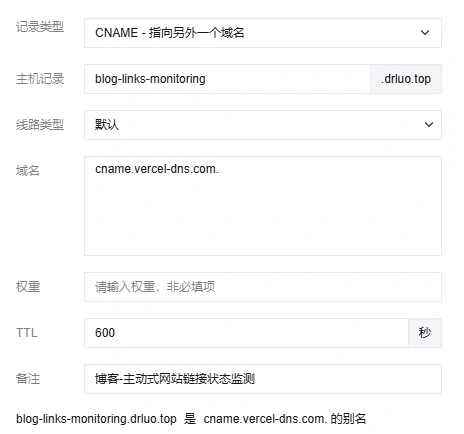 记录类型 CNAME - 指向另外一个域名
主机记录 blog-links-monitoring .drluo.top
线路类型 默认
域名 cname.vercel-dns.com.
权重 请输入权重，非必填项
TTL 600 秒
备注 博客-主动式网站链接状态监测
blog-links-monitoring.drluo.top 是 cname.vercel-dns.com. 的别名